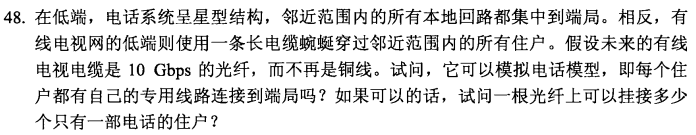 48. 在低端，电话系统呈星型结构，邻近范围内的所有本地回路都集中到端局。相反，有
线电视网的低端则使用一条长电缆蜿蜒穿过邻近范围内的所有住户。假设未来的有线
电视电缆是 10 Gbps 的光纤，而不再是铜线。试问，它可以模拟电话模型，即每个住
户都有自己的专用线路连接到端局吗？如果可以的话，试问一根光纤上可以挂接多少
个只有一部电话的住户？